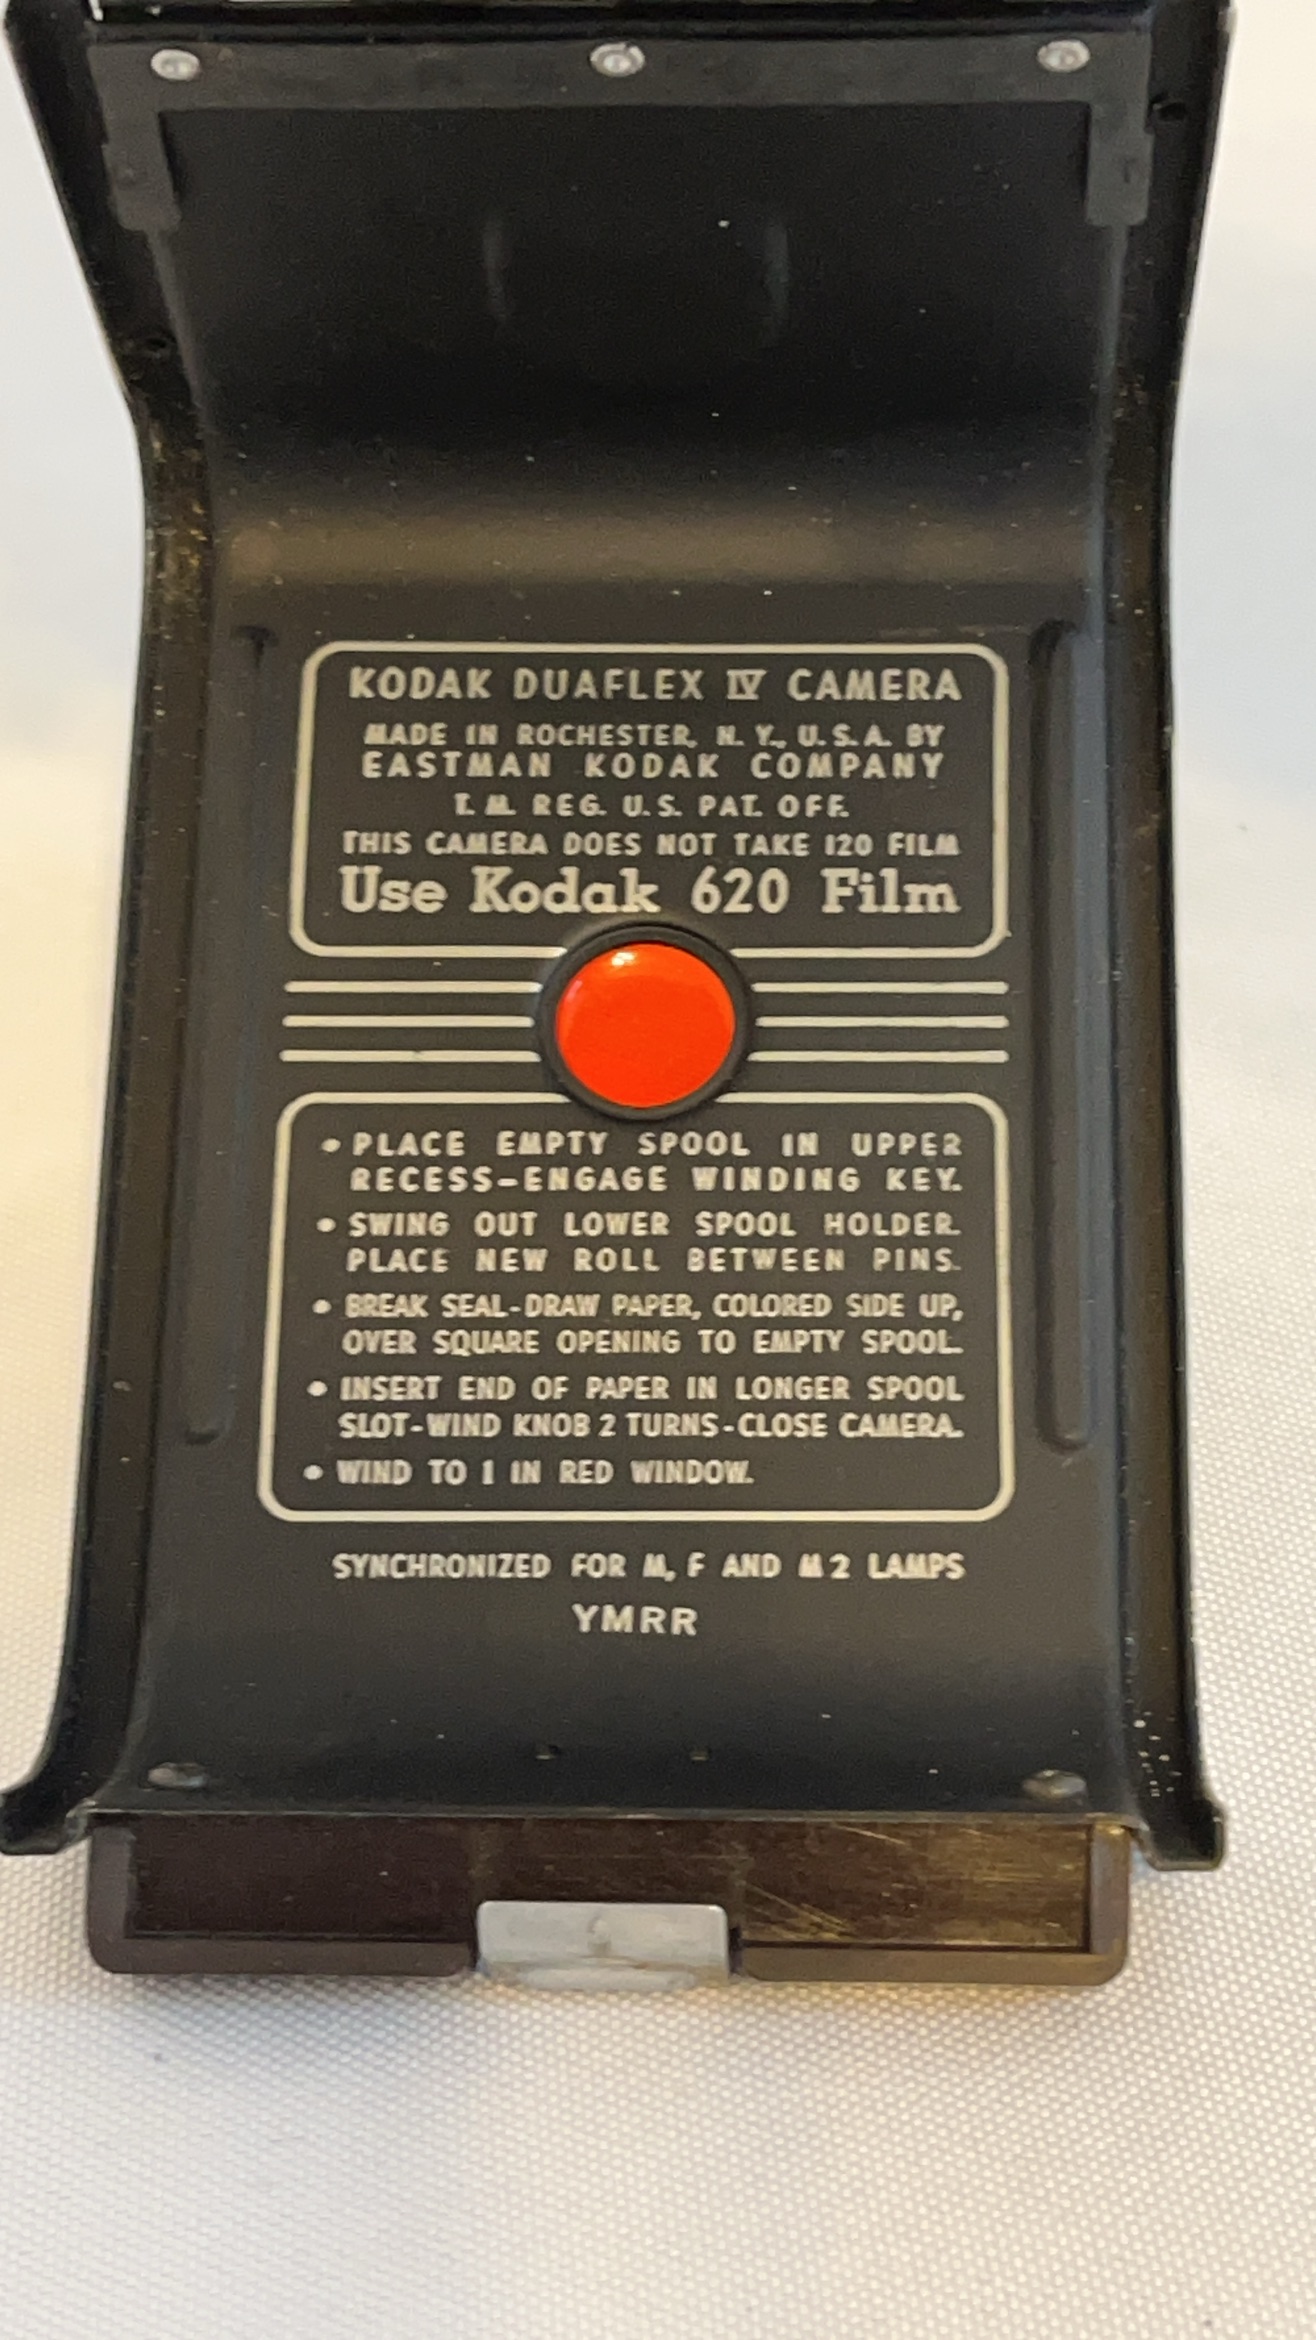 KODAK DUAFLEX IV CAMERA
MADE IN ROCHESTER, N. Y., U. S. A. BY
EASTMAN KODAK COMPANY
T. M. REG. U. S. PAT. OFF.
THIS CAMERA DOES NOT TAKE 120 FILM
Use Kodak 620 Film
• PLACE EMPTY SPOOL IN UPPER
RECESS-ENGAGE WINDING KEY.
• SWING OUT LOWER SPOOL HOLDER.
PLACE NEW ROLL BETWEEN PINS.
• BREAK SEAL-DRAW PAPER, COLORED SIDE UP,
OVER SQUARE OPENING TO EMPTY SPOOL.
• INSERT END OF PAPER IN LONGER SPOOL
SLOT-WIND KNOB 2 TURNS-CLOSE CAMERA.
• WIND TO 1 IN RED WINDOW.
SYNCHRONIZED FOR M, F AND M2 LAMPS
YMRR